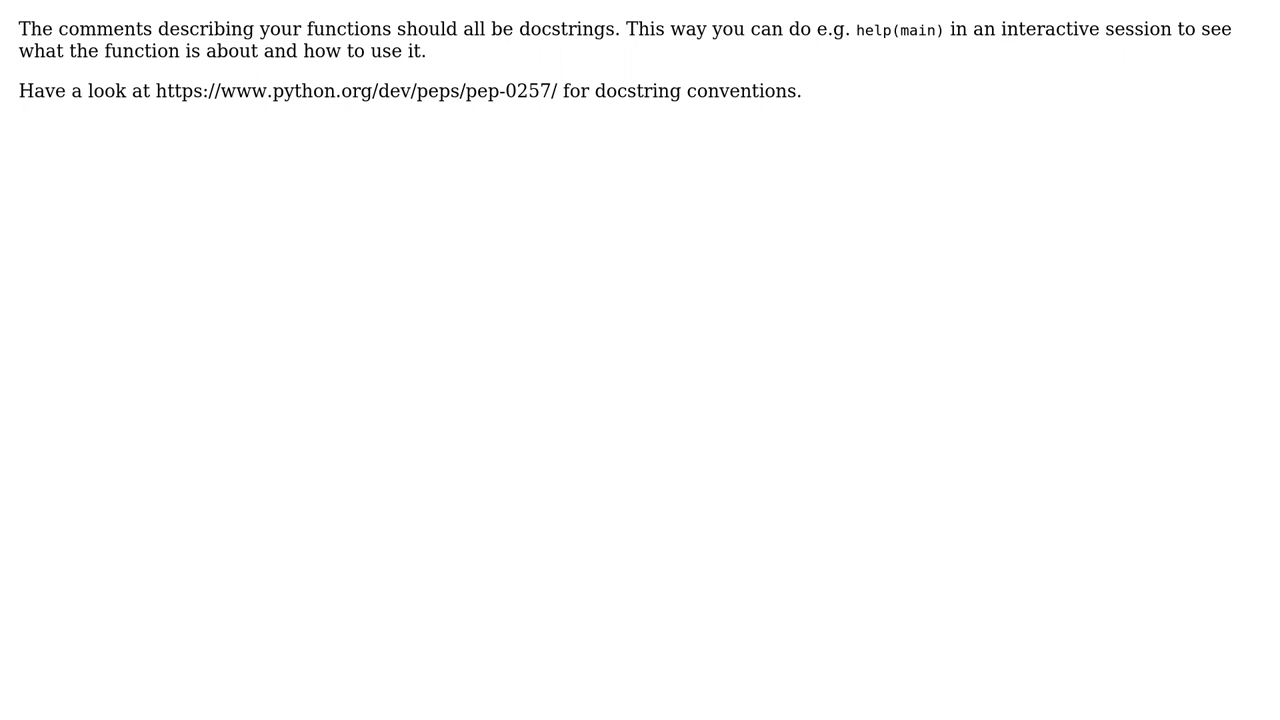 The comments describing your functions should all be docstrings. This way you can do e.g. help(main) in an interactive session to see
what the function is about and how to use it.
Have a look at https://www.python.org/dev/peps/pep-0257/ for docstring conventions.